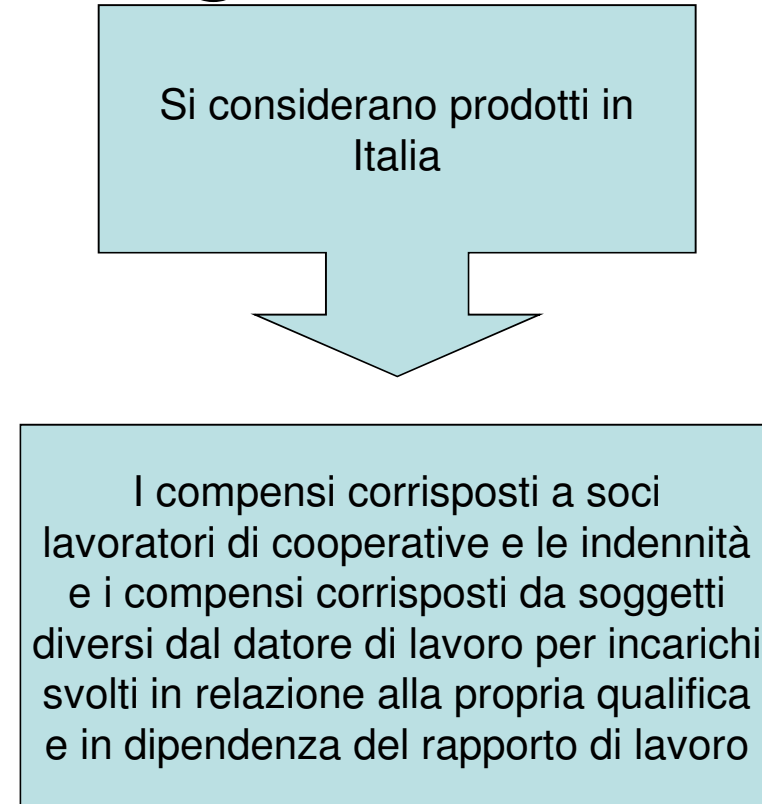 Si considerano prodotti in
Italia
I compensi corrisposti a soci
lavoratori di cooperative e le indennità
e i compensi corrisposti da soggetti
diversi dal datore di lavoro per incarichi
svolti in relazione alla propria qualifica
e in dipendenza del rapporto di lavoro